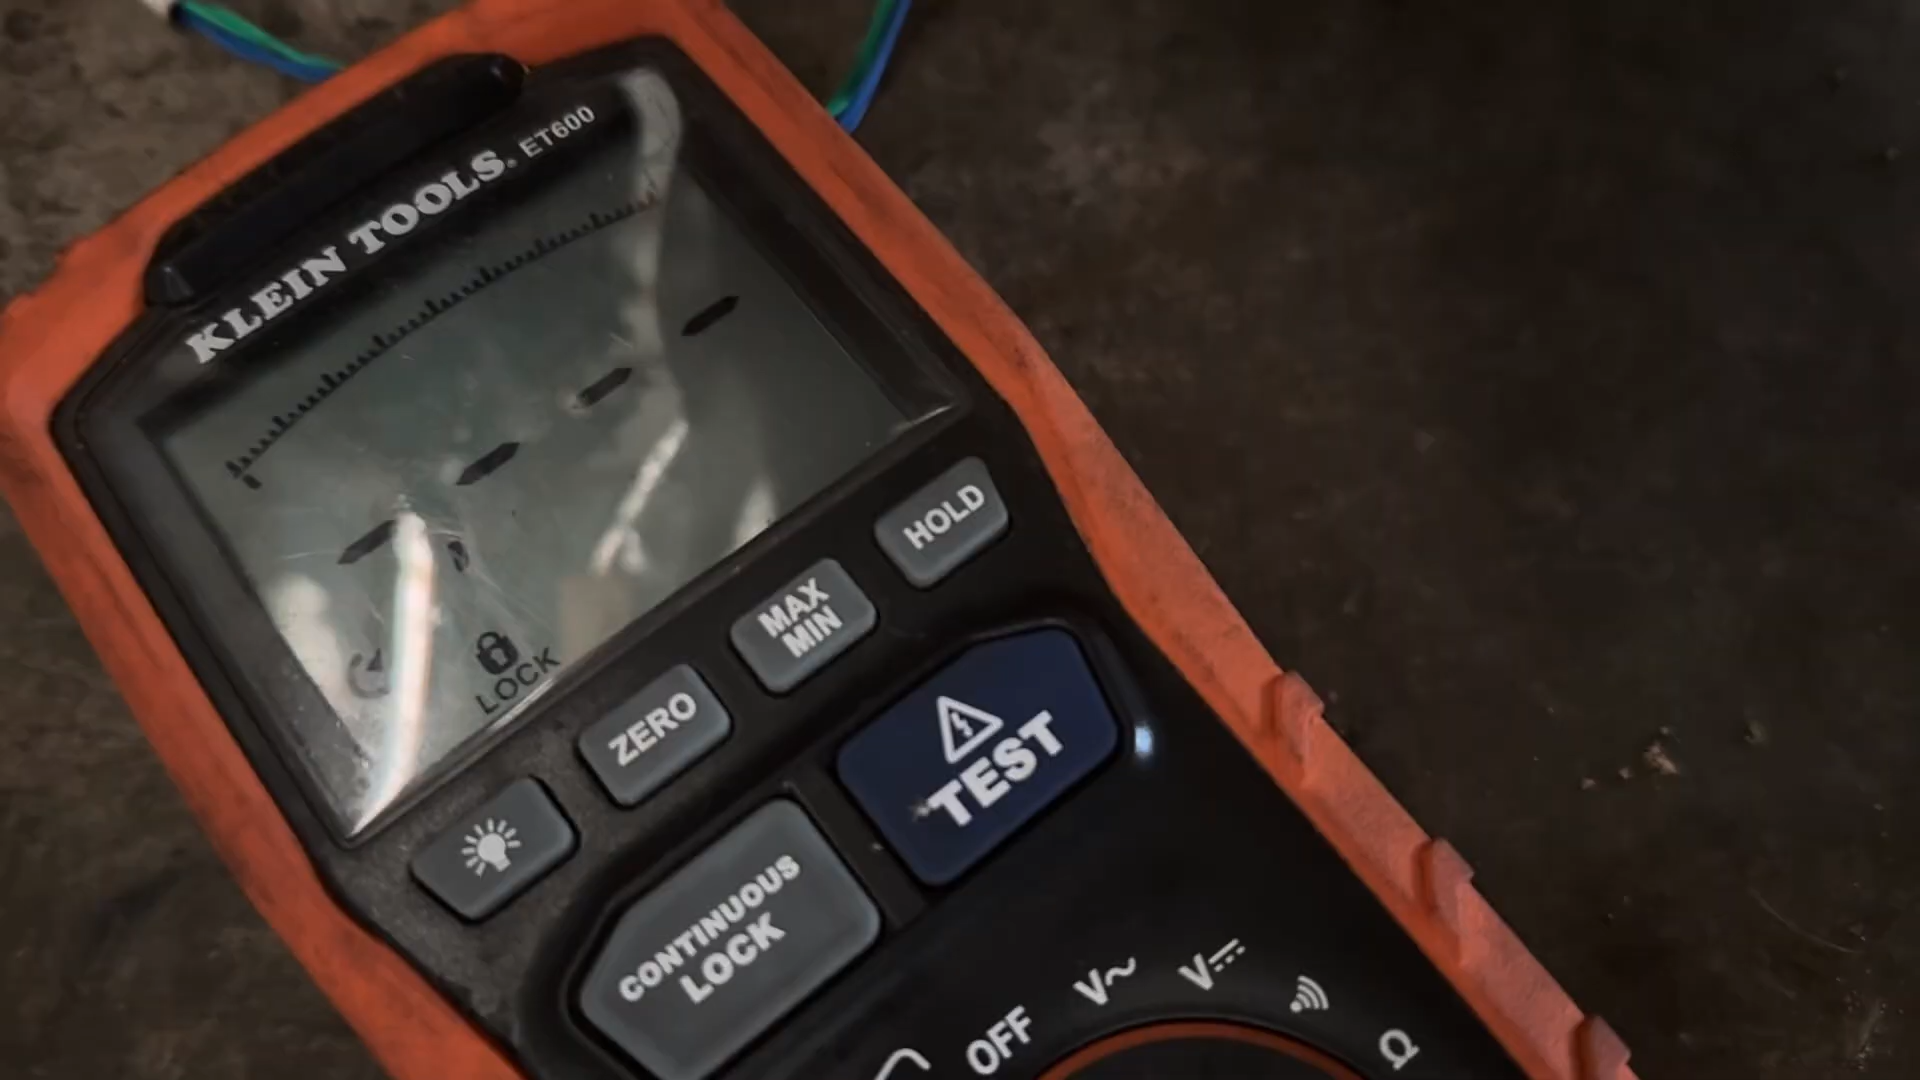 KLEIN TOOLS® ET600
- - - -
LOCK
HOLD
MAX
MIN
ZERO
TEST
CONTINUOUS
LOCK
OFF
V~
V⎓
Ω